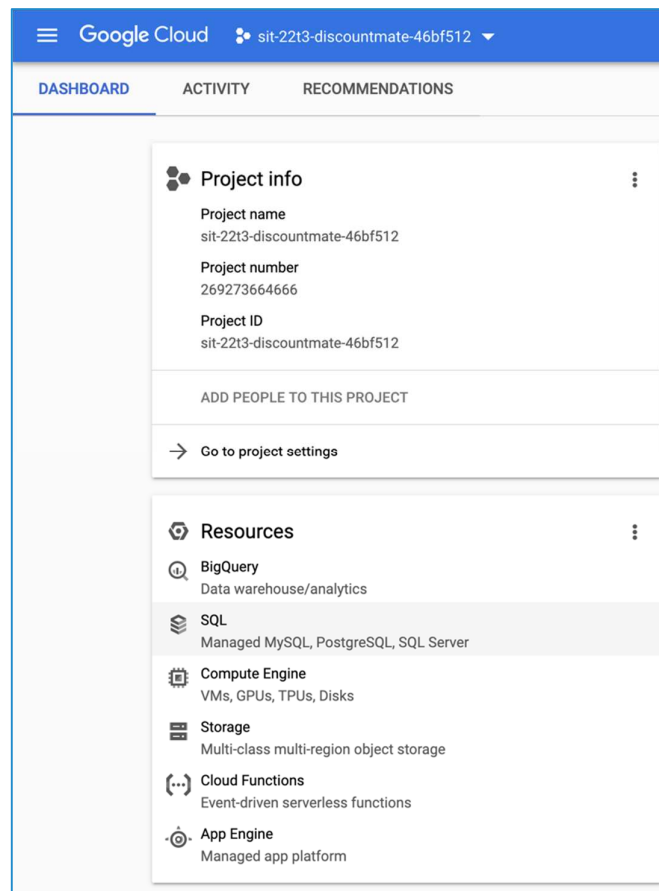 Google Cloud sit-22t3-discountmate-46bf512
DASHBOARD ACTIVITY RECOMMENDATIONS
Project info
Project name
sit-22t3-discountmate-46bf512
Project number
269273664666
Project ID
sit-22t3-discountmate-46bf512
ADD PEOPLE TO THIS PROJECT
Go to project settings
Resources
BigQuery
Data warehouse/analytics
SQL
Managed MySQL, PostgreSQL, SQL Server
Compute Engine
VMs, GPUs, TPUs, Disks
Storage
Multi-class multi-region object storage
Cloud Functions
Event-driven serverless functions
App Engine
Managed app platform